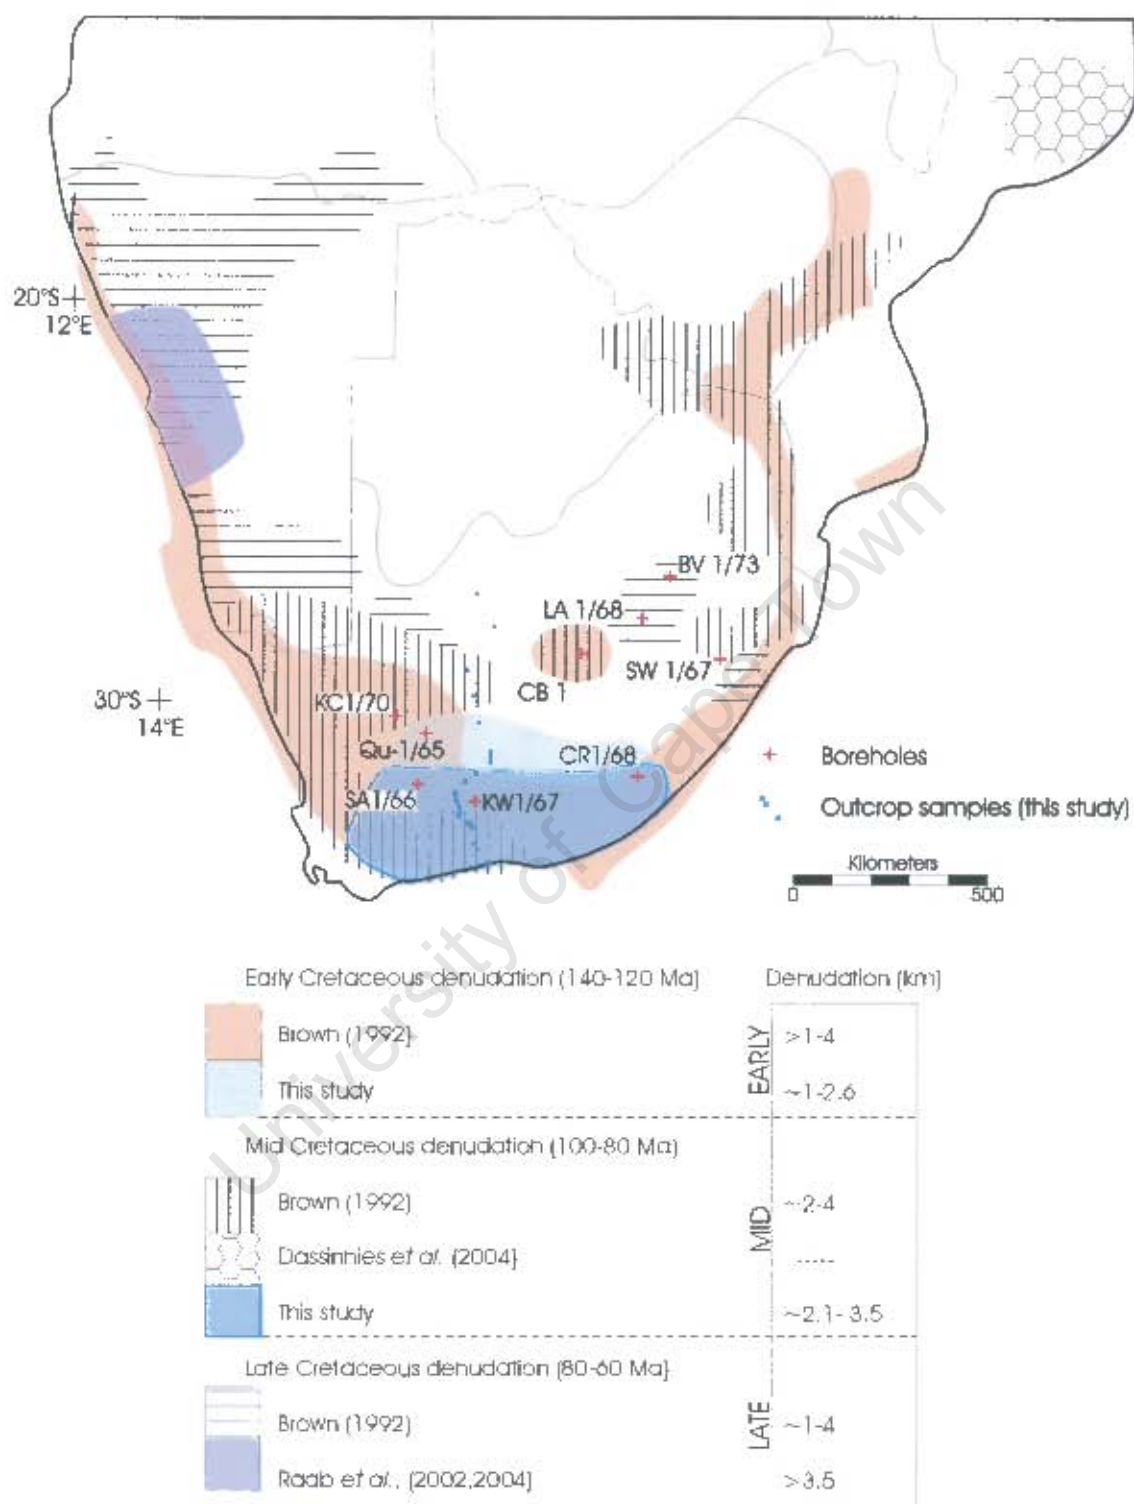 20°S
12°E
BV 1/73
LA 1/68
SW 1/67
CB 1
30°S
14°E
KC1/70
Qu-1/65
CR1/68
SA1/66
KW1/67
Boreholes
Outcrop samples (this study)
Kilometers
0 500
University of Cape Town
Early Cretaceous denudation (140-120 Ma) Denudation (km)
Brown (1992) >1-4
EARLY
This study ~1-2.6
Mid Cretaceous denudation (100-80 Ma)
Brown (1992) ~2-4
MID
Dassinnies et al. (2004) -----
This study ~2.1-3.5
Late Cretaceous denudation (80-60 Ma)
Brown (1992) ~1-4
LATE
Raab et al., (2002,2004) >3.5